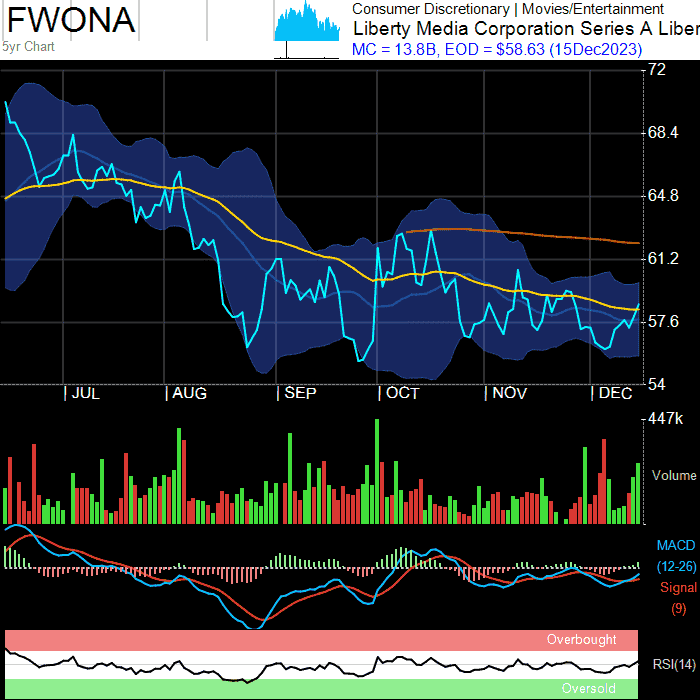 FWONA
5yr Chart
Consumer Discretionary | Movies/Entertainment
Liberty Media Corporation Series A Liber
MC = 13.8B, EOD = $58.63 (15Dec2023)
72
68.4
64.8
61.2
57.6
54
| JUL | AUG | SEP | OCT | NOV | DEC
447k
Volume
MACD
(12-26)
Signal
(9)
Overbought
RSI(14)
Oversold